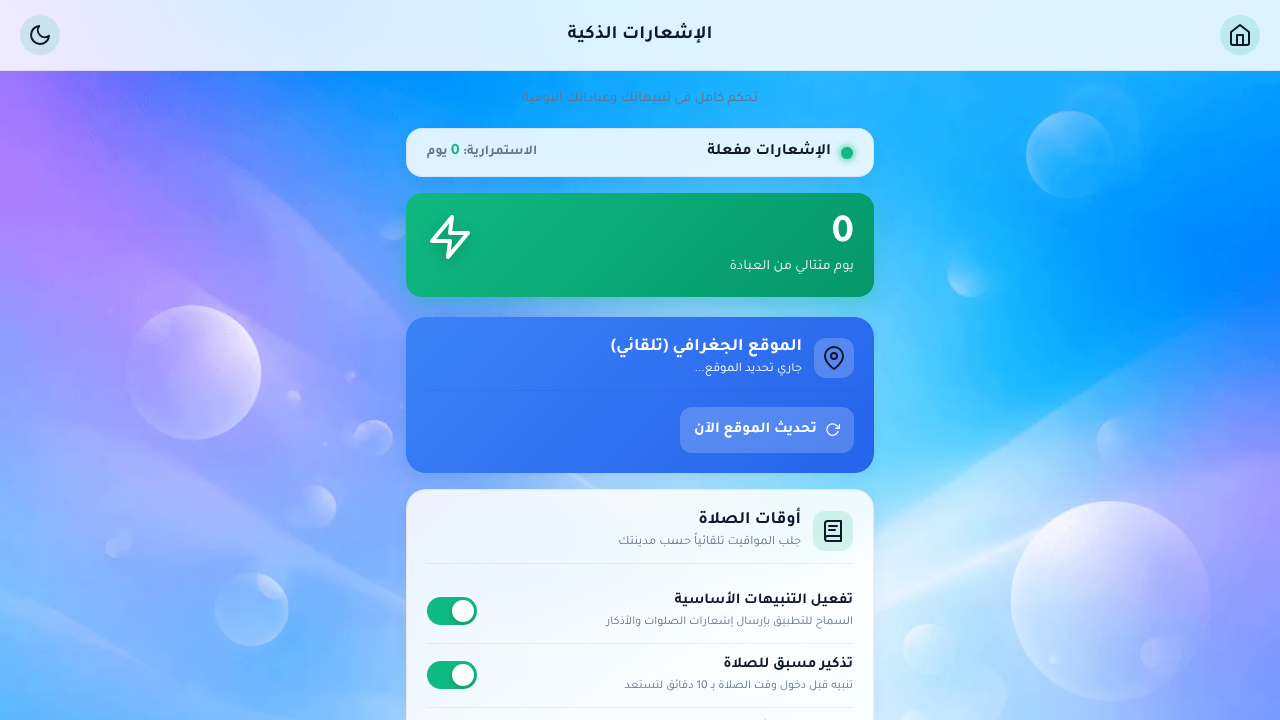 الإشعارات الذكية
تحكم كامل في تنبيهاتك وعباداتك اليومية
الإشعارات مفعلة
الاستمرارية: 0 يوم
0
يوم متتالي من العبادة
الموقع الجغرافي (تلقائي)
جاري تحديد الموقع...
تحديث الموقع الآن
أوقات الصلاة
جلب المواقيت تلقائياً حسب مدينتك
تفعيل التنبيهات الأساسية
السماح للتطبيق بإرسال إشعارات الصلوات والأذكار
تذكير مسبق للصلاة
تنبيه قبل دخول وقت الصلاة بـ 10 دقائق لتستعد